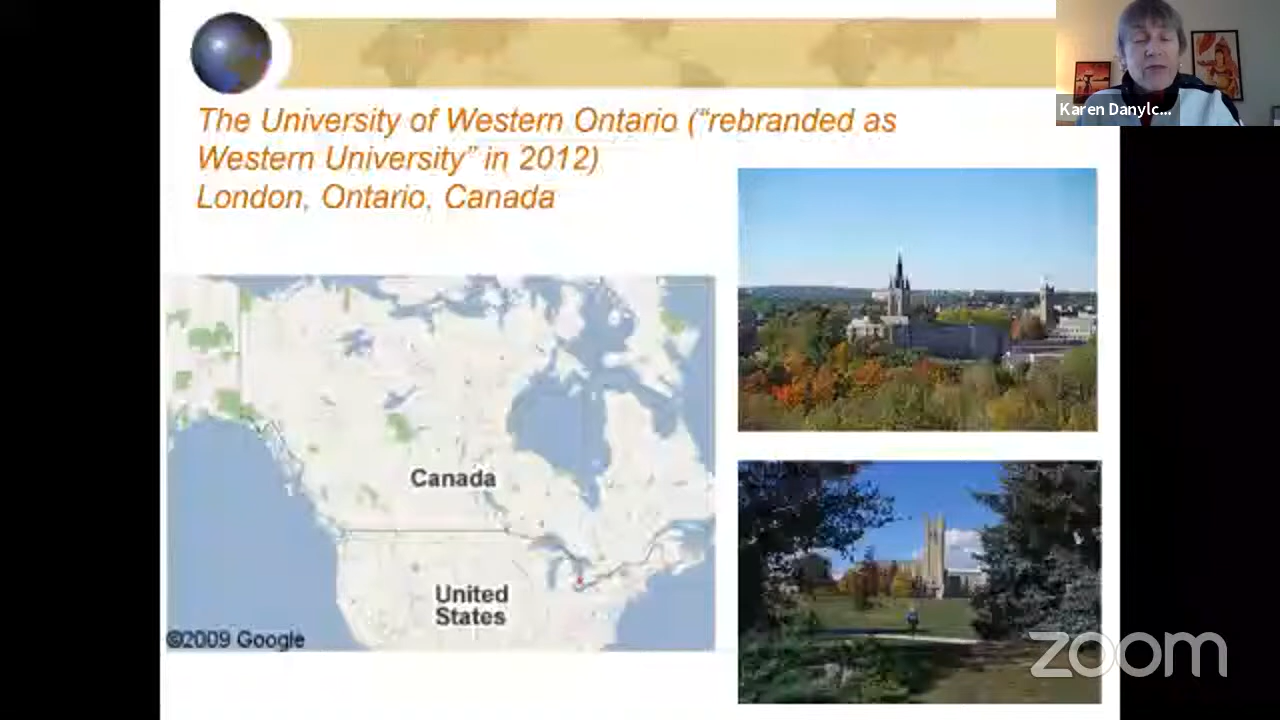 Karen Danylc...
The University of Western Ontario ("rebranded as
Western University" in 2012)
London, Ontario, Canada
Canada
United
States
©2009 Google
zoom